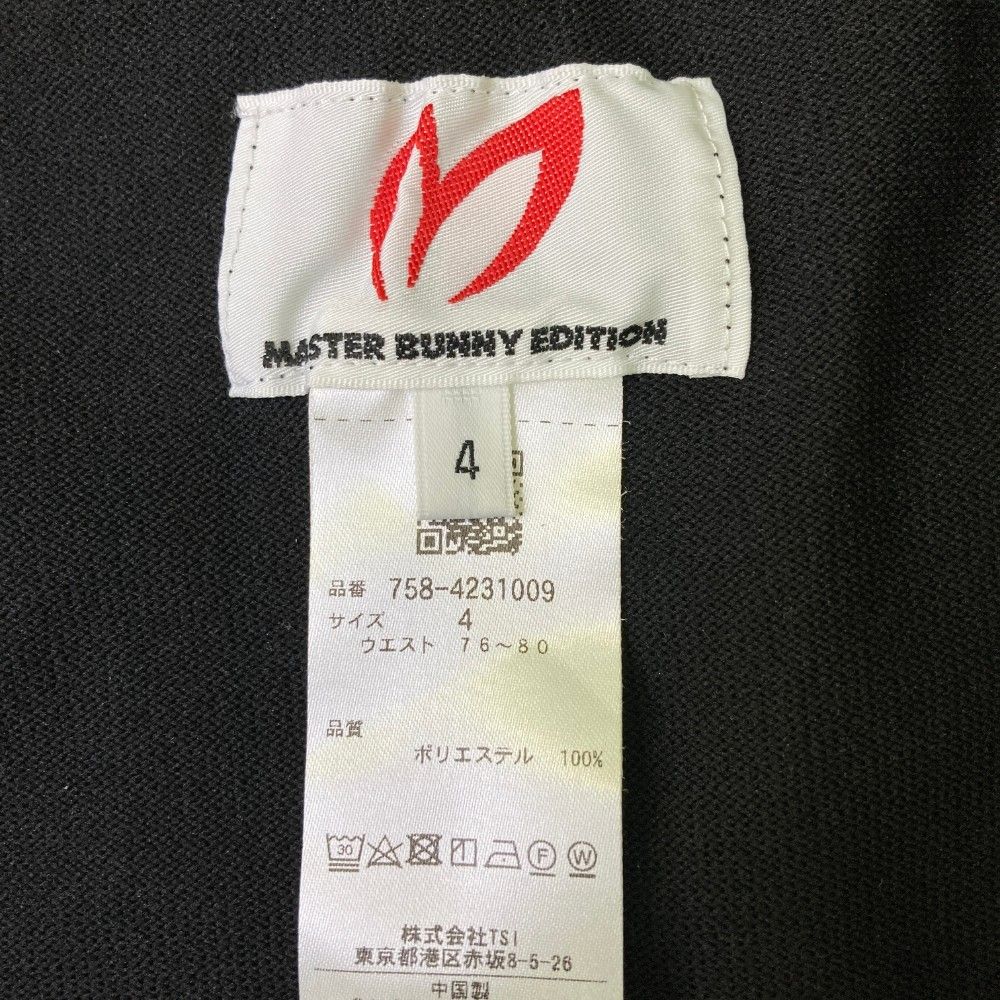 MASTER BUNNY EDITION
4
品番 758-4231009
サイズ 4
ウエスト 76～80
品質
ポリエステル 100%
30
F W
株式会社TSI
東京都港区赤坂8-5-26
中国製